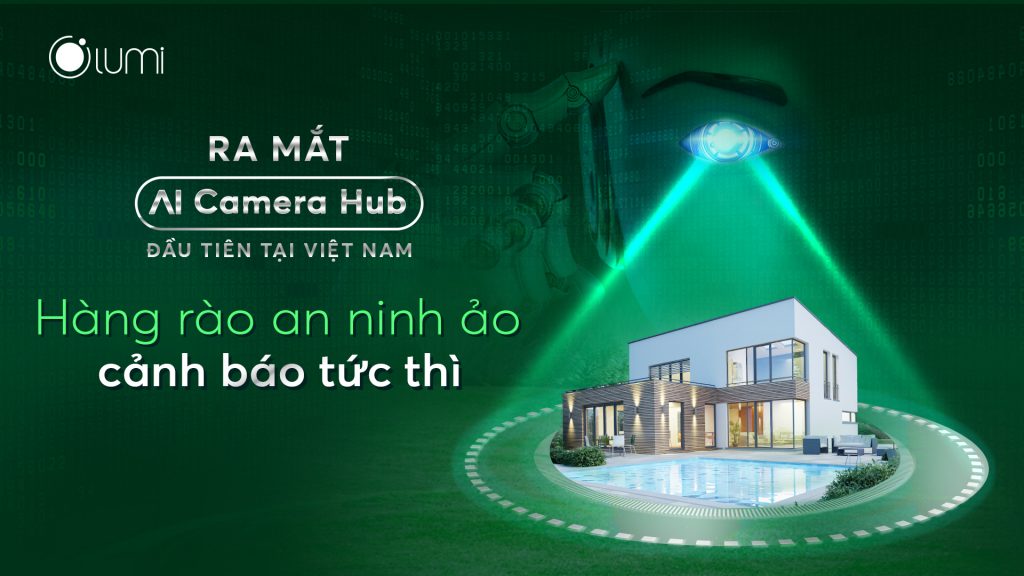 Lumi
RA MẮT
AI Camera Hub
ĐẦU TIÊN TẠI VIỆT NAM
Hàng rào an ninh ảo
cảnh báo tức thì